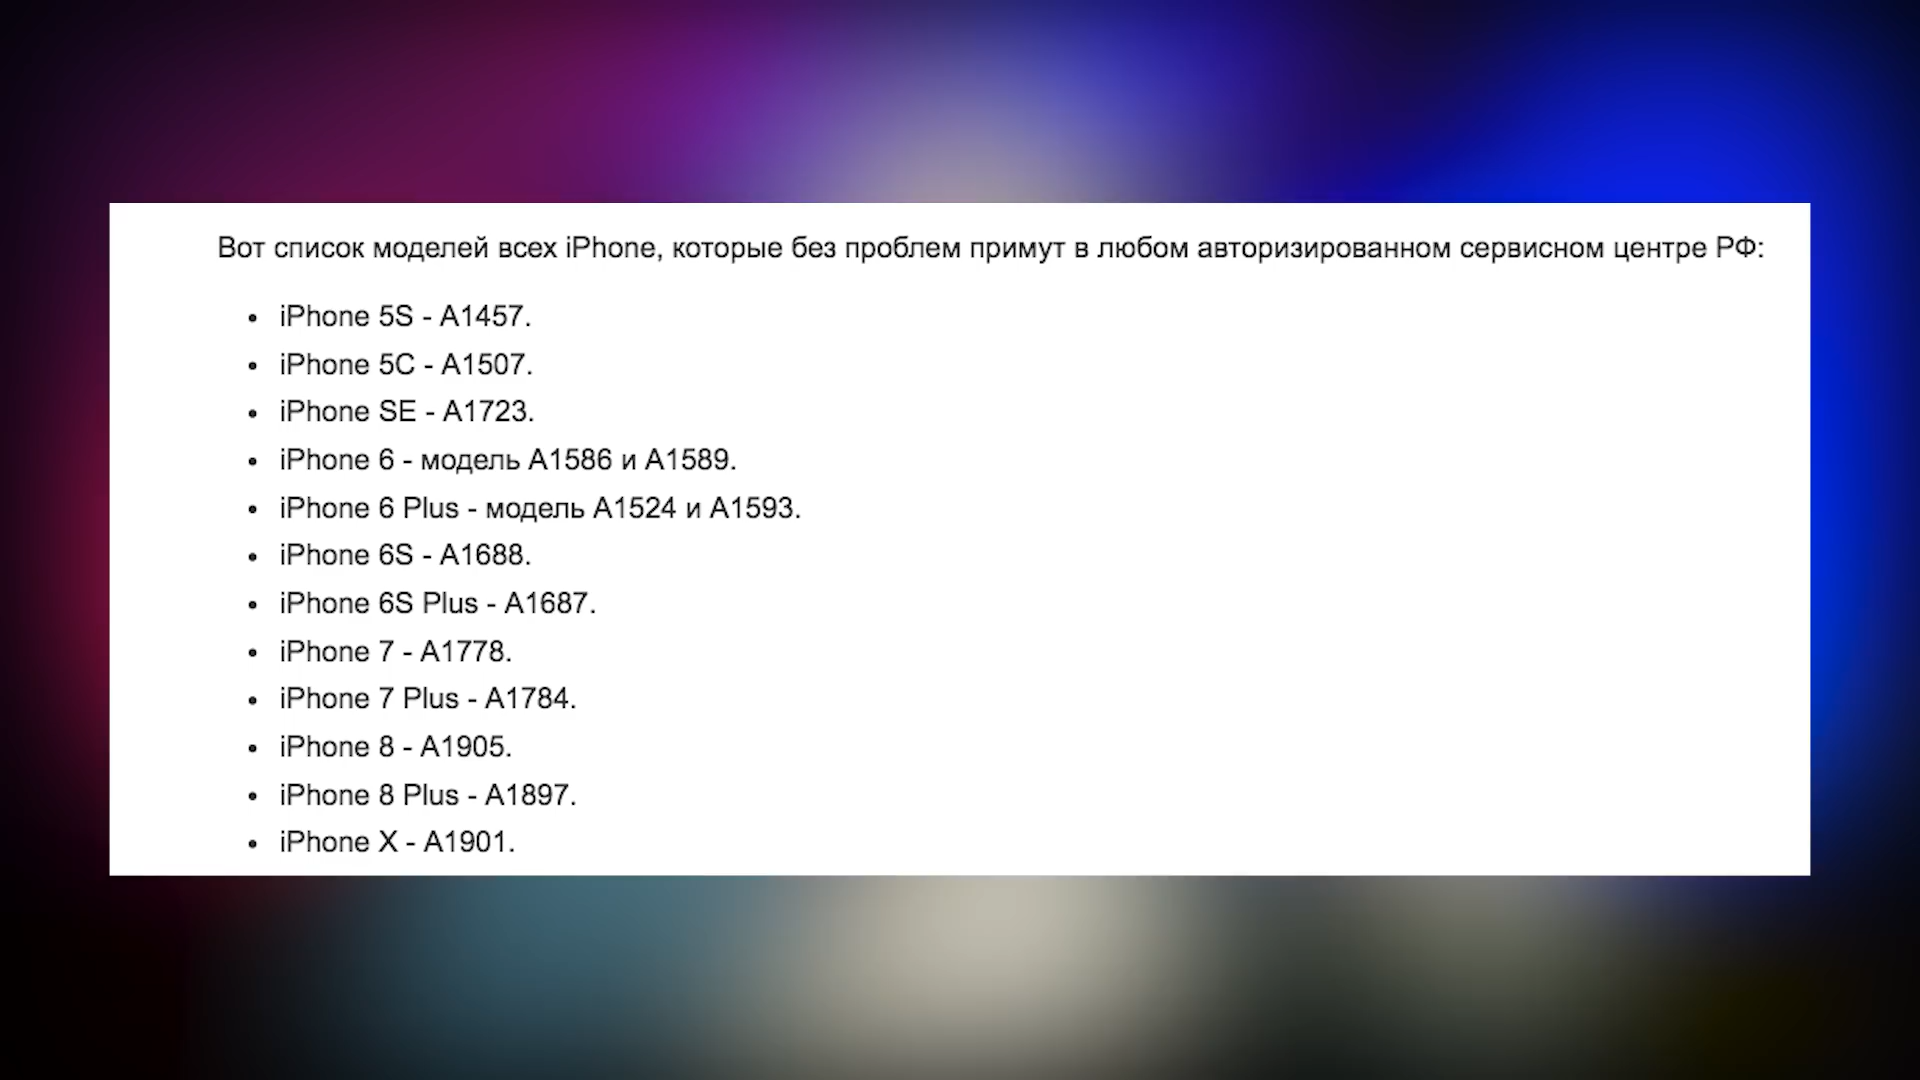 Вот список моделей всех iPhone, которые без проблем примут в любом авторизированном сервисном центре РФ:
• iPhone 5S - A1457.
• iPhone 5C - A1507.
• iPhone SE - A1723.
• iPhone 6 - модель A1586 и A1589.
• iPhone 6 Plus - модель A1524 и A1593.
• iPhone 6S - A1688.
• iPhone 6S Plus - A1687.
• iPhone 7 - A1778.
• iPhone 7 Plus - A1784.
• iPhone 8 - A1905.
• iPhone 8 Plus - A1897.
• iPhone X - A1901.